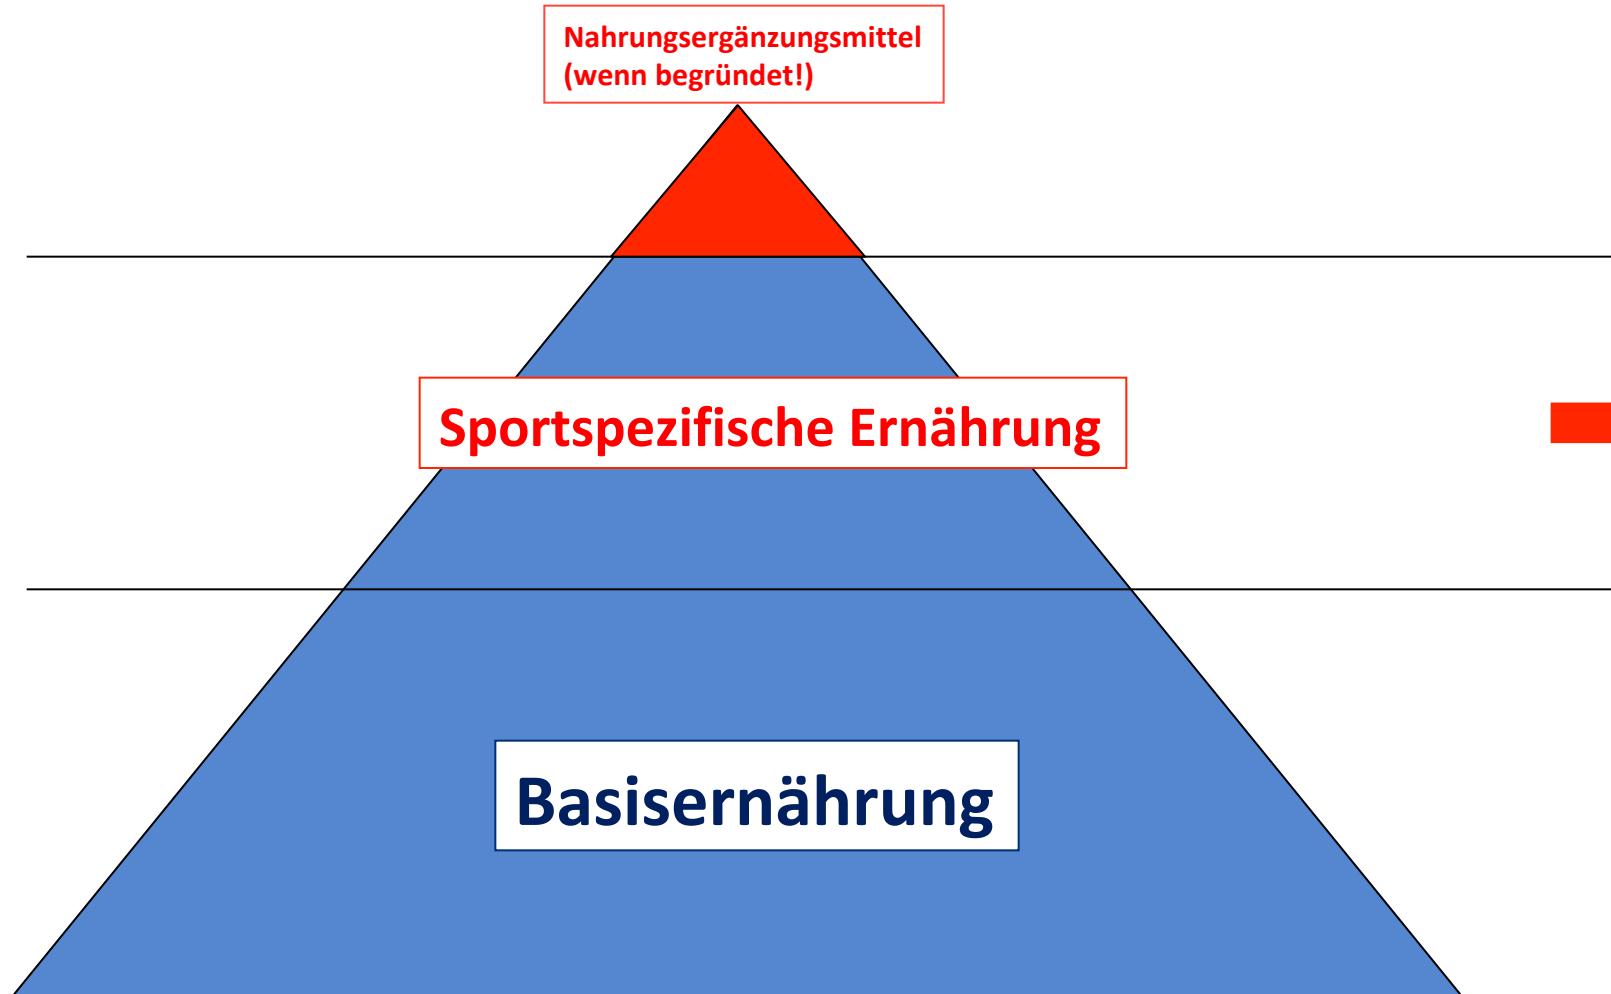 Nahrungsergänzungsmittel
(wenn begründet!)
Sportspezifische Ernährung
Basisernährung